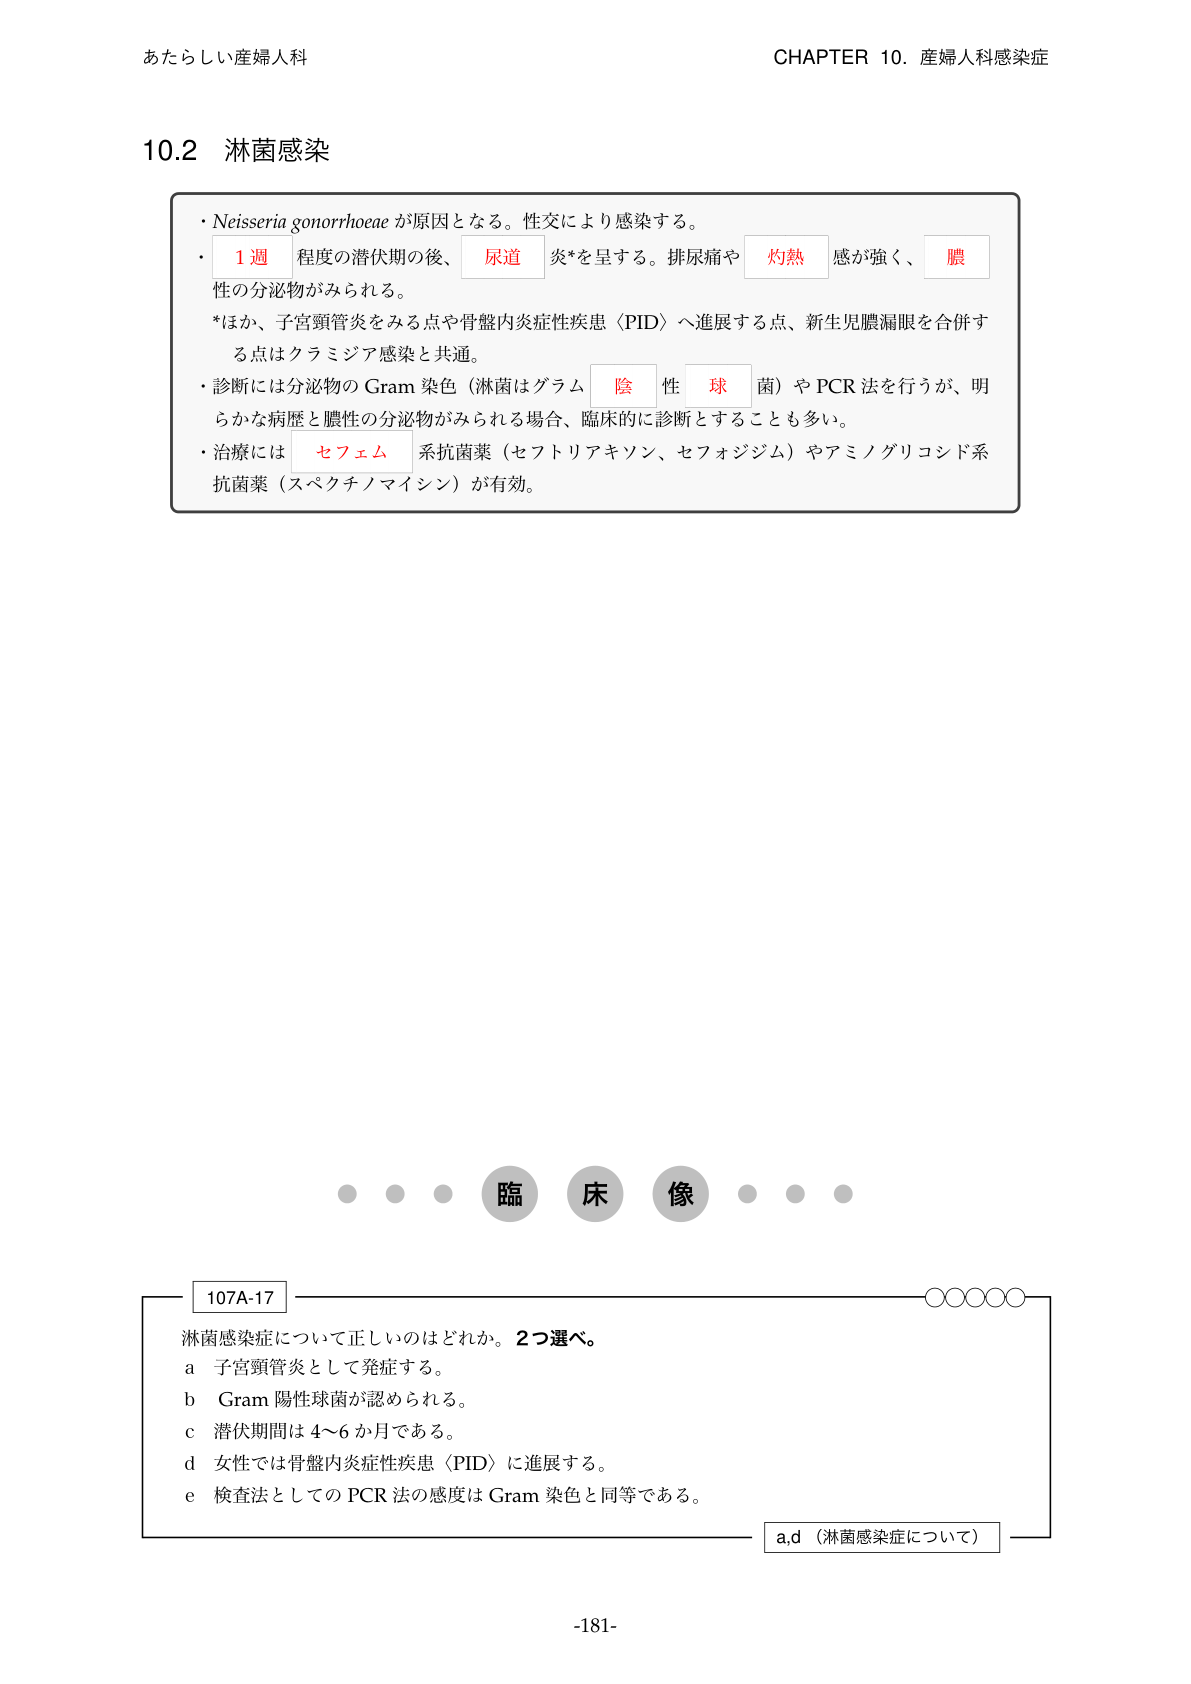 あたらしい産婦人科
CHAPTER 10. 産婦人科感染症
10.2 淋菌感染
・Neisseria gonorrhoeae が原因となる。性交により感染する。
・ 1 週 程度の潜伏期の後、 尿道 炎*を呈する。排尿痛や 灼熱 感が強く、 膿
性の分泌物がみられる。
*ほか、子宮頸管炎をみる点や骨盤内炎症性疾患〈PID〉へ進展する点、新生児膿漏眼を合併す
る点はクラミジア感染と共通。
・診断には分泌物の Gram 染色（淋菌はグラム 陰 性 球 菌）や PCR 法を行うが、明
らかな病歴と膿性の分泌物がみられる場合、臨床的に診断とすることも多い。
・治療には セフェム 系抗菌薬（セフトリアキソン、セフォジジム）やアミノグリコシド系
抗菌薬（スペクチノマイシン）が有効。
臨 床 像
107A-17
淋菌感染症について正しいのはどれか。2つ選べ。
a 子宮頸管炎として発症する。
b Gram 陽性球菌が認められる。
c 潜伏期間は 4〜6 か月である。
d 女性では骨盤内炎症性疾患〈PID〉に進展する。
e 検査法としての PCR 法の感度は Gram 染色と同等である。
a,d （淋菌感染症について）
-181-